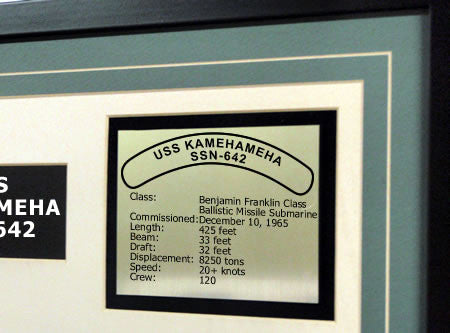 S
MEHA
642
USS KAMEHAMEHA
SSN-642
Class: Benjamin Franklin Class
Ballistic Missile Submarine
Commissioned: December 10, 1965
Length: 425 feet
Beam: 33 feet
Draft: 32 feet
Displacement: 8250 tons
Speed: 20+ knots
Crew: 120